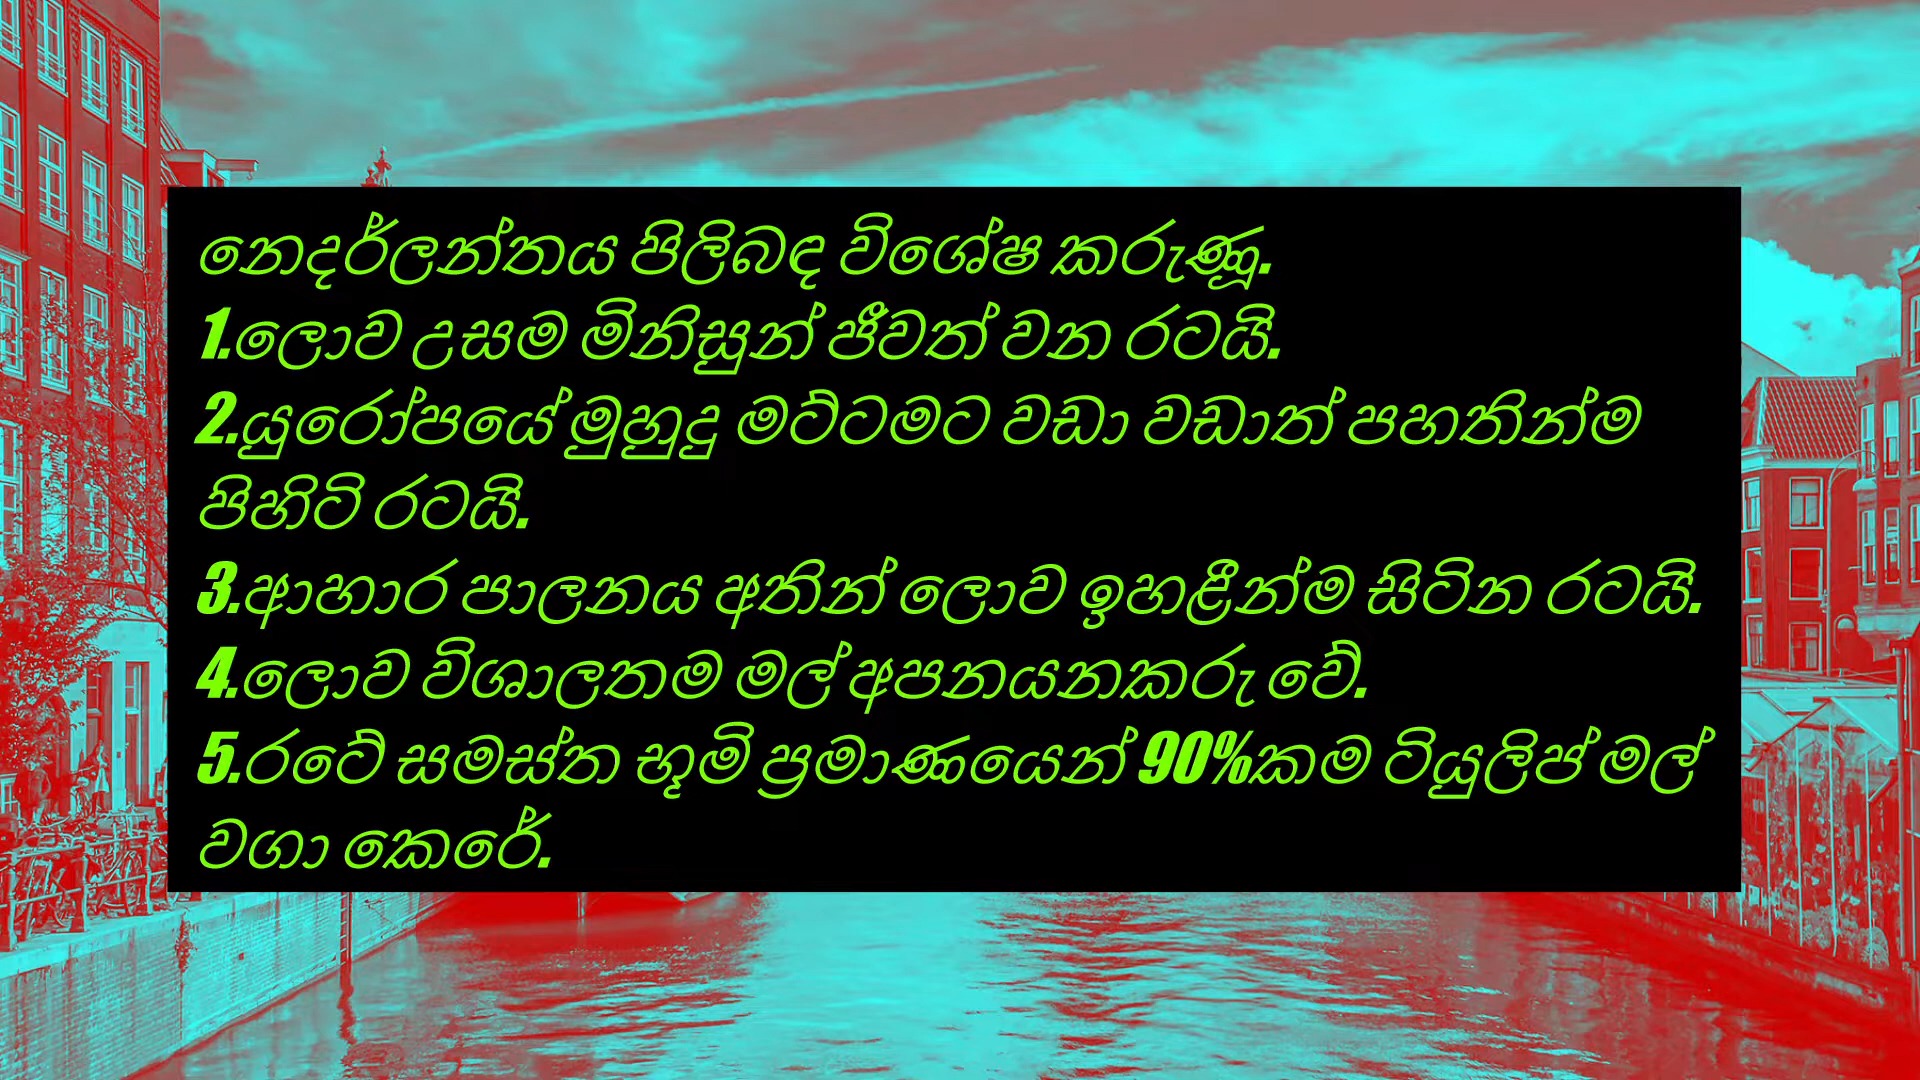 නෙදර්ලන්තය පිලිබඳ විශේෂ කරුණූ.
1.ලොව උසම මිනිසුන් ජීවත් වන රටයි.
2.යුරෝපයේ මුහුදු මට්ටමට වඩා වඩාත් පහතින්ම
පිහිටි රටයි.
3.ආහාර පාලනය අතින් ලොව ඉහළීන්ම සිටින රටයි.
4.ලොව විශාලතම මල් අපනයනකරු වේ.
5.රටේ සමස්ත භූමි ප්‍රමාණයෙන් 90%කම ටියුලිප් මල්
වගා කෙරේ.